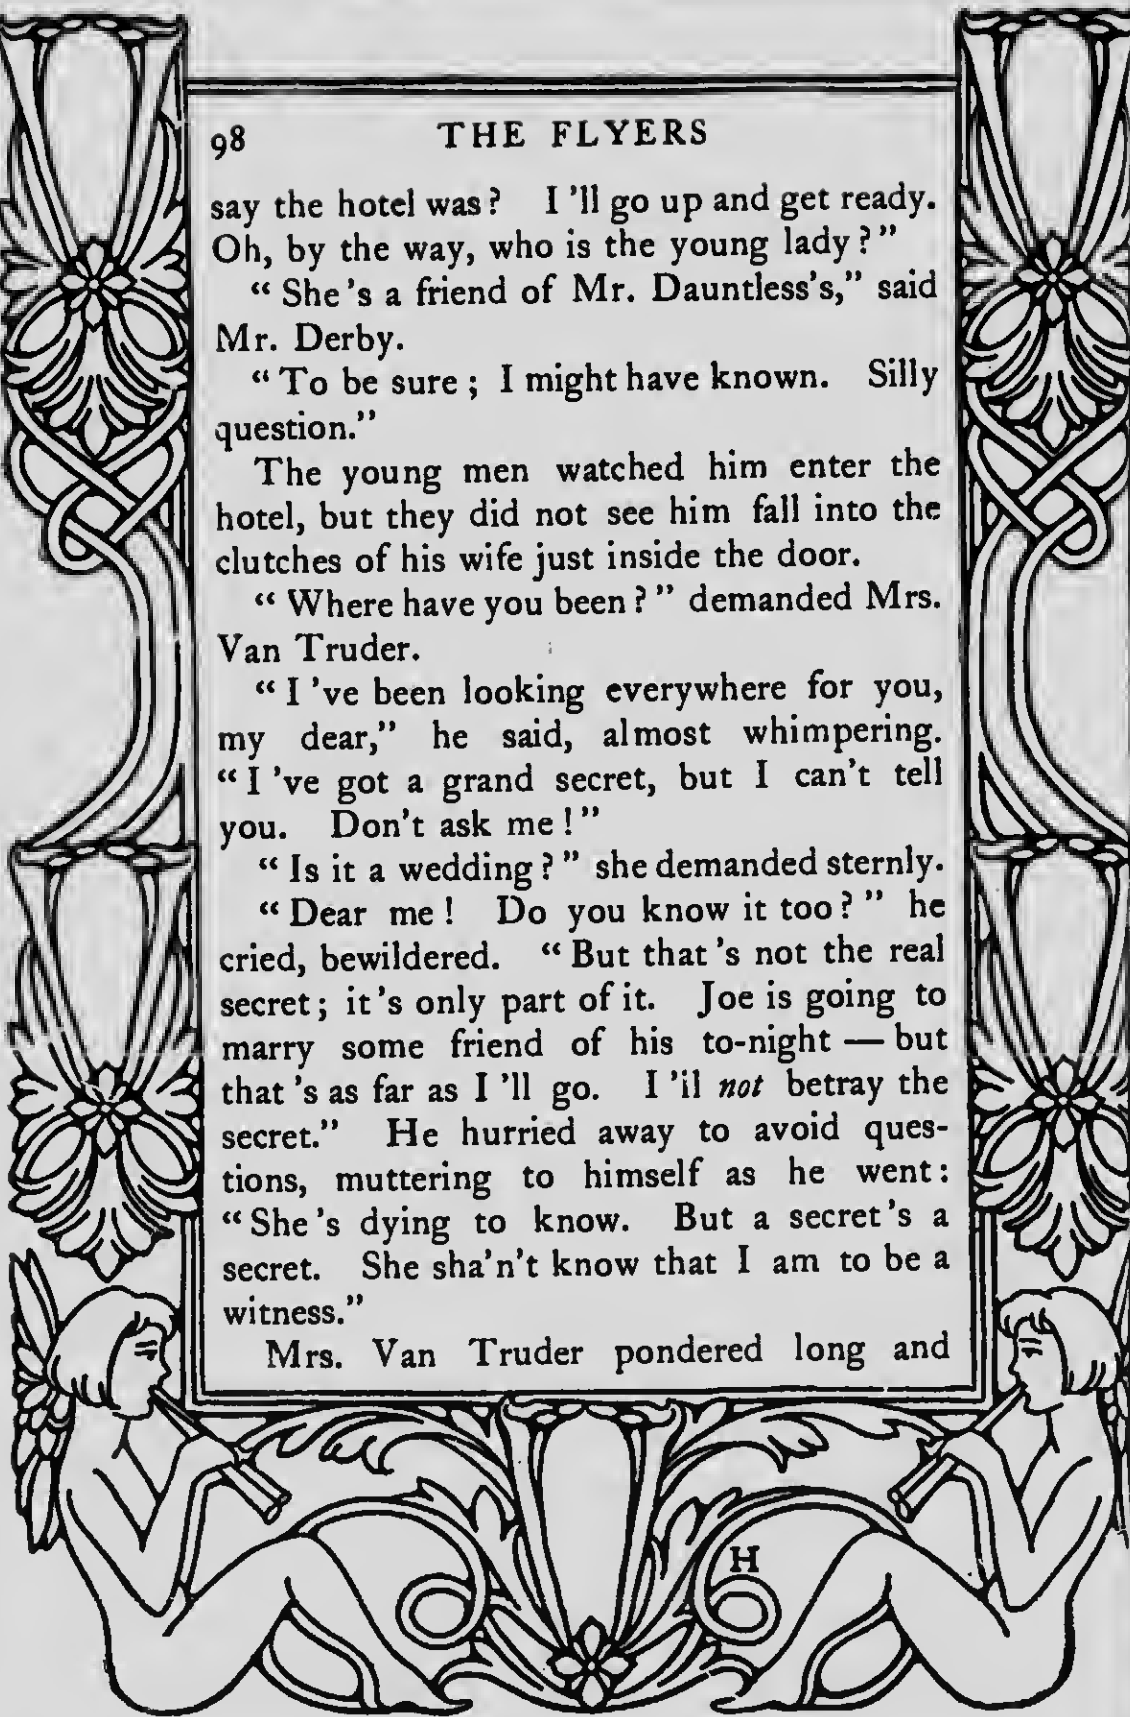 98 THE FLYERS
say the hotel was? I 'll go up and get ready.
Oh, by the way, who is the young lady?"
" She 's a friend of Mr. Dauntless's," said
Mr. Derby.
" To be sure ; I might have known. Silly
question."
The young men watched him enter the
hotel, but they did not see him fall into the
clutches of his wife just inside the door.
" Where have you been ? " demanded Mrs.
Van Truder.
" I 've been looking everywhere for you,
my dear," he said, almost whimpering.
" I 've got a grand secret, but I can't tell
you. Don't ask me ! "
" Is it a wedding ? " she demanded sternly.
" Dear me ! Do you know it too ? " he
cried, bewildered. " But that 's not the real
secret ; it 's only part of it. Joe is going to
marry some friend of his to-night — but
that 's as far as I 'll go. I 'il not betray the
secret." He hurried away to avoid ques-
tions, muttering to himself as he went :
" She 's dying to know. But a secret 's a
secret. She sha'n't know that I am to be a
witness."
Mrs. Van Truder pondered long and
H